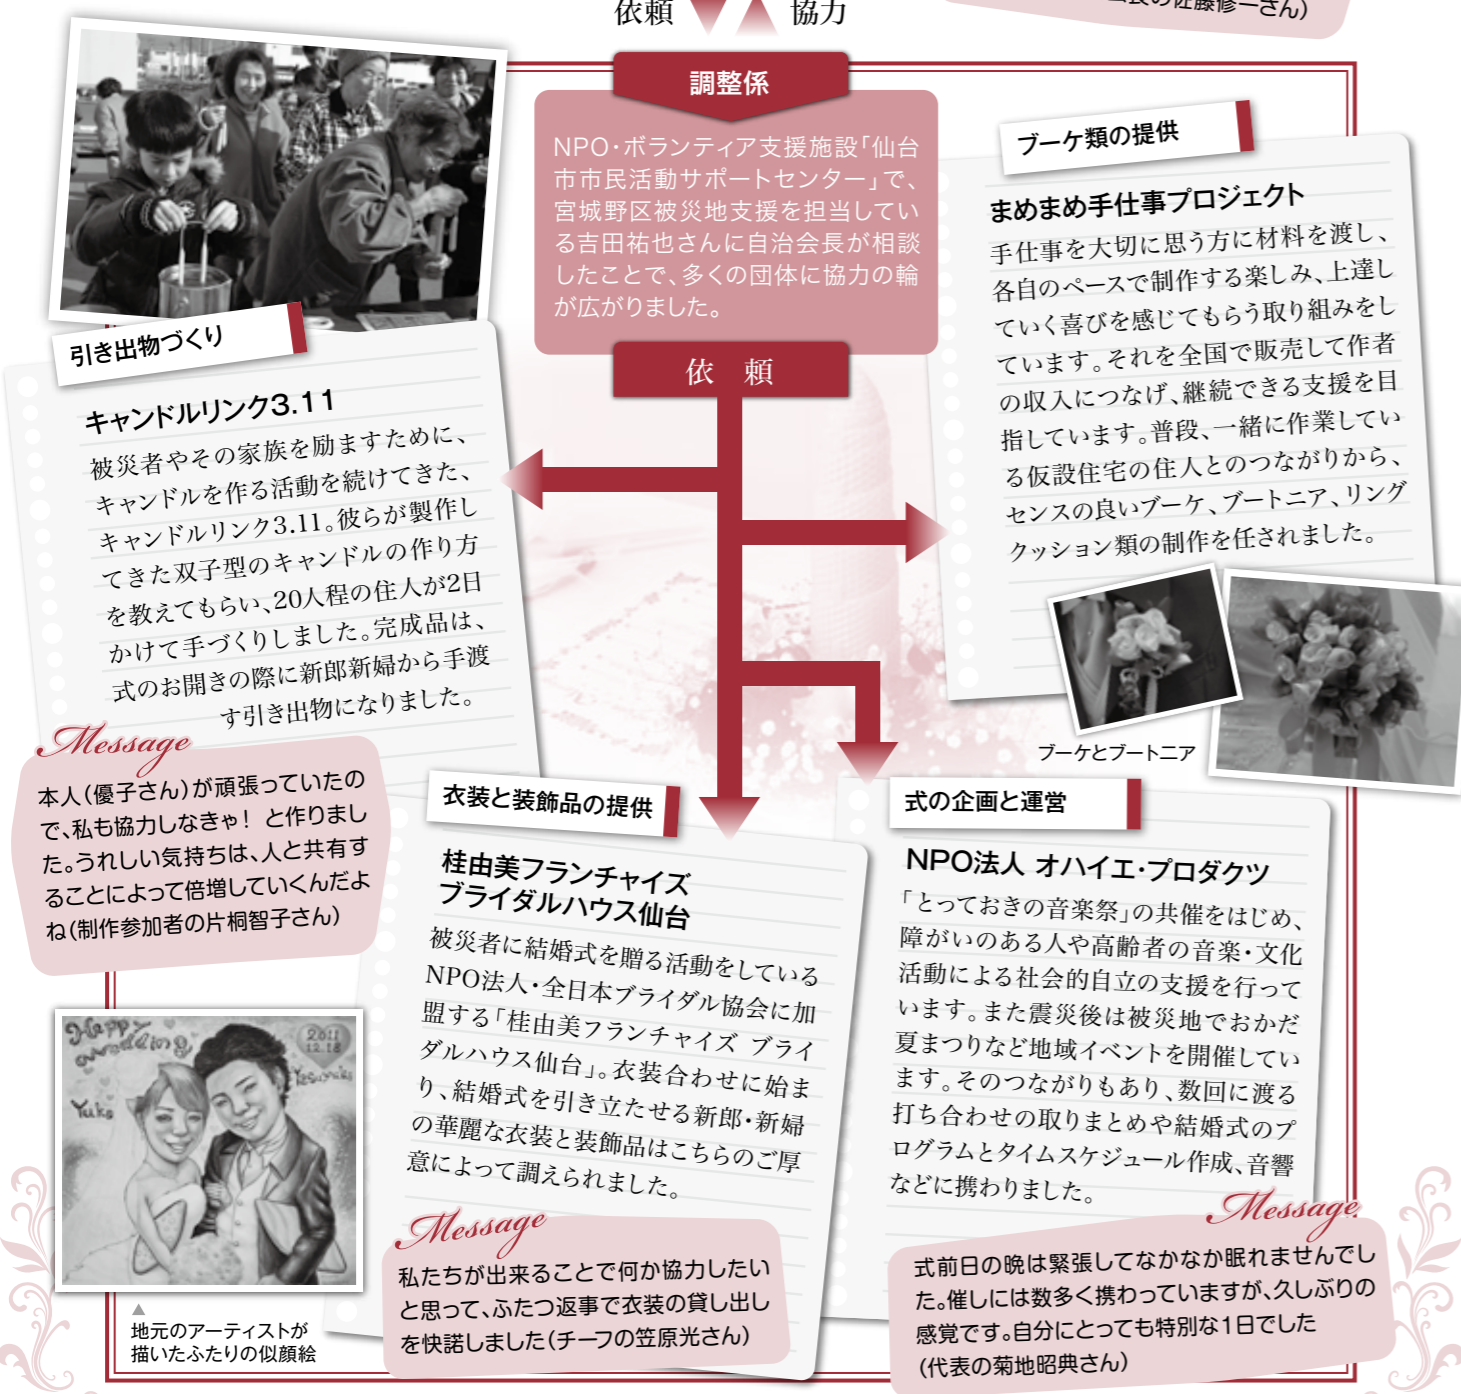 依頼
協力
長の佐藤修一さん）
調整係
NPO・ボランティア支援施設「仙台
市市民活動サポートセンター」で、
宮城野区被災地支援を担当してい
る吉田祐也さんに自治会長が相談
したことで、多くの団体に協力の輪
が広がりました。
依　頼
引き出物づくり
キャンドルリンク3.11
被災者やその家族を励ますために、
キャンドルを作る活動を続けてきた、
キャンドルリンク3.11。彼らが製作し
てきた双子型のキャンドルの作り方
を教えてもらい、20人程の住人が2日
かけて手づくりしました。完成品は、
式のお開きの際に新郎新婦から手渡
す引き出物になりました。
Message
本人（優子さん）が頑張っていたの
で、私も協力しなきゃ！ と作りまし
た。うれしい気持ちは、人と共有す
ることによって倍増していくんだよ
ね（制作参加者の片桐智子さん）
ブーケ類の提供
まめまめ手仕事プロジェクト
手仕事を大切に思う方に材料を渡し、
各自のペースで制作する楽しみ、上達し
ていく喜びを感じてもらう取り組みをし
ています。それを全国で販売して作者
の収入につなげ、継続できる支援を目
指しています。普段、一緒に作業してい
る仮設住宅の住人とのつながりから、
センスの良いブーケ、ブートニア、リング
クッション類の制作を任されました。
ブーケとブートニア
Happy
wedding
2011
12.18
Yasuyuki
Yuko
▲
地元のアーティストが
描いたふたりの似顔絵
衣装と装飾品の提供
桂由美フランチャイズ
ブライダルハウス仙台
被災者に結婚式を贈る活動をしている
NPO法人・全日本ブライダル協会に加
盟する「桂由美フランチャイズ ブライ
ダルハウス仙台」。衣装合わせに始ま
り、結婚式を引き立たせる新郎・新婦
の華麗な衣装と装飾品はこちらのご厚
意によって調えられました。
Message
私たちが出来ることで何か協力したい
と思って、ふたつ返事で衣装の貸し出し
を快諾しました（チーフの笠原光さん）
式の企画と運営
NPO法人 オハイエ・プロダクツ
「とっておきの音楽祭」の共催をはじめ、
障がいのある人や高齢者の音楽・文化
活動による社会的自立の支援を行って
います。また震災後は被災地でおかだ
夏まつりなど地域イベントを開催してい
ます。そのつながりもあり、数回に渡る
打ち合わせの取りまとめや結婚式のプ
ログラムとタイムスケジュール作成、音響
などに携わりました。
Message
式前日の晩は緊張してなかなか眠れませんでし
た。催しには数多く携わっていますが、久しぶりの
感覚です。自分にとっても特別な1日でした
（代表の菊地昭典さん）